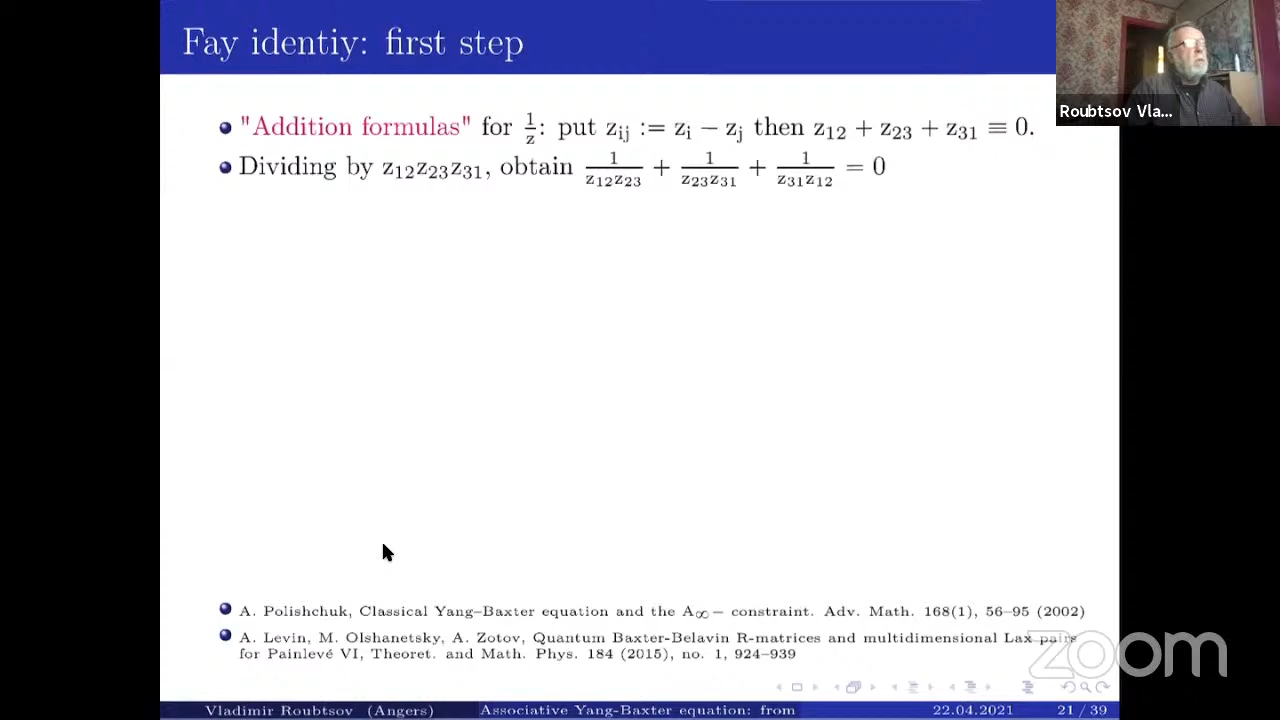 Fay identiy: first step
Roubtsov Vla...
"Addition formulas" for 1/z: put z_ij := z_i − z_j then z_12 + z_23 + z_31 ≡ 0.
Dividing by z_12z_23z_31, obtain 1/(z_12z_23) + 1/(z_23z_31) + 1/(z_31z_12) = 0
A. Polishchuk, Classical Yang–Baxter equation and the A_∞− constraint. Adv. Math. 168(1), 56–95 (2002)
A. Levin, M. Olshanetsky, A. Zotov, Quantum Baxter-Belavin R-matrices and multidimensional Lax pairs
for Painlevé VI, Theoret. and Math. Phys. 184 (2015), no. 1, 924–939
zoom
Vladimir Roubtsov (Angers) Associative Yang-Baxter equation: from 22.04.2021 21 / 39